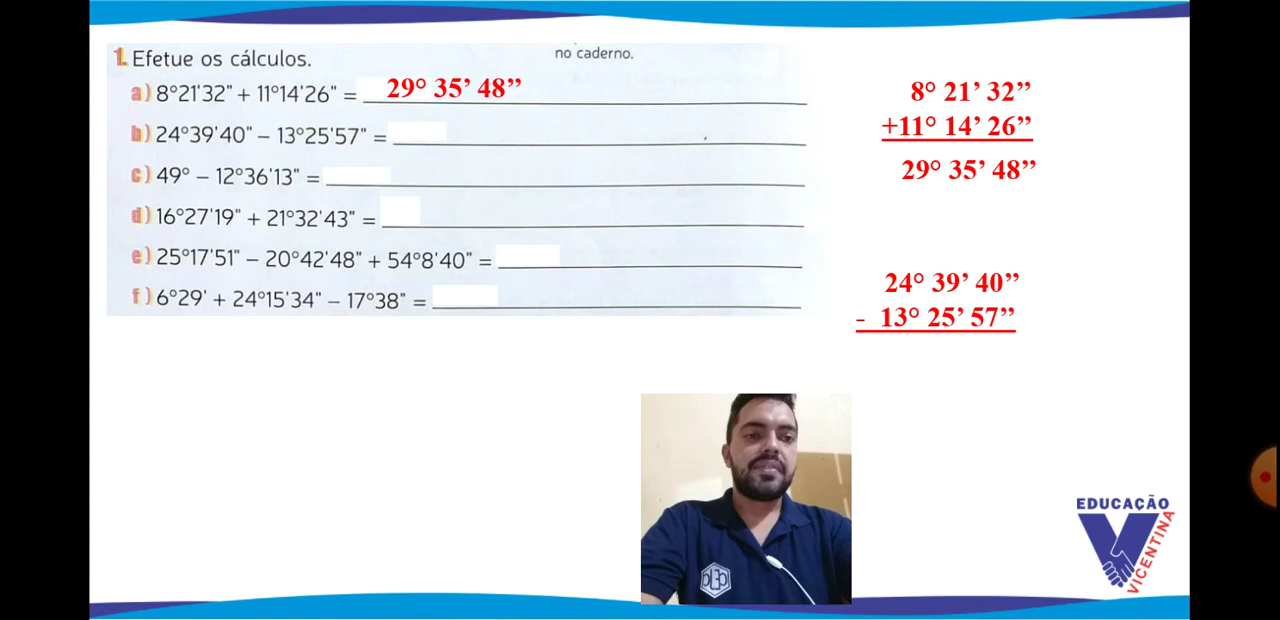 1. Efetue os cálculos.
no caderno.
a) 8°21'32" + 11°14'26" = 29° 35’ 48’’
b) 24°39'40" – 13°25'57" =
c) 49° – 12°36'13" =
d) 16°27'19" + 21°32'43" =
e) 25°17'51" – 20°42'48" + 54°8'40" =
f) 6°29' + 24°15'34" – 17°38" =
8° 21’ 32’’
+11° 14’ 26’’
29° 35’ 48’’
24° 39’ 40’’
- 13° 25’ 57’’
EDUCAÇÃO
VICENTINA